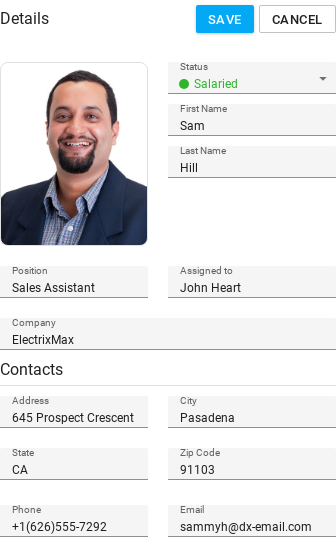 Details
SAVE
CANCEL
Status
Salaried
First Name
Sam
Last Name
Hill
Position
Sales Assistant
Assigned to
John Heart
Company
ElectrixMax
Contacts
Address
645 Prospect Crescent
City
Pasadena
State
CA
Zip Code
91103
Phone
+1(626)555-7292
Email
sammyh@dx-email.com